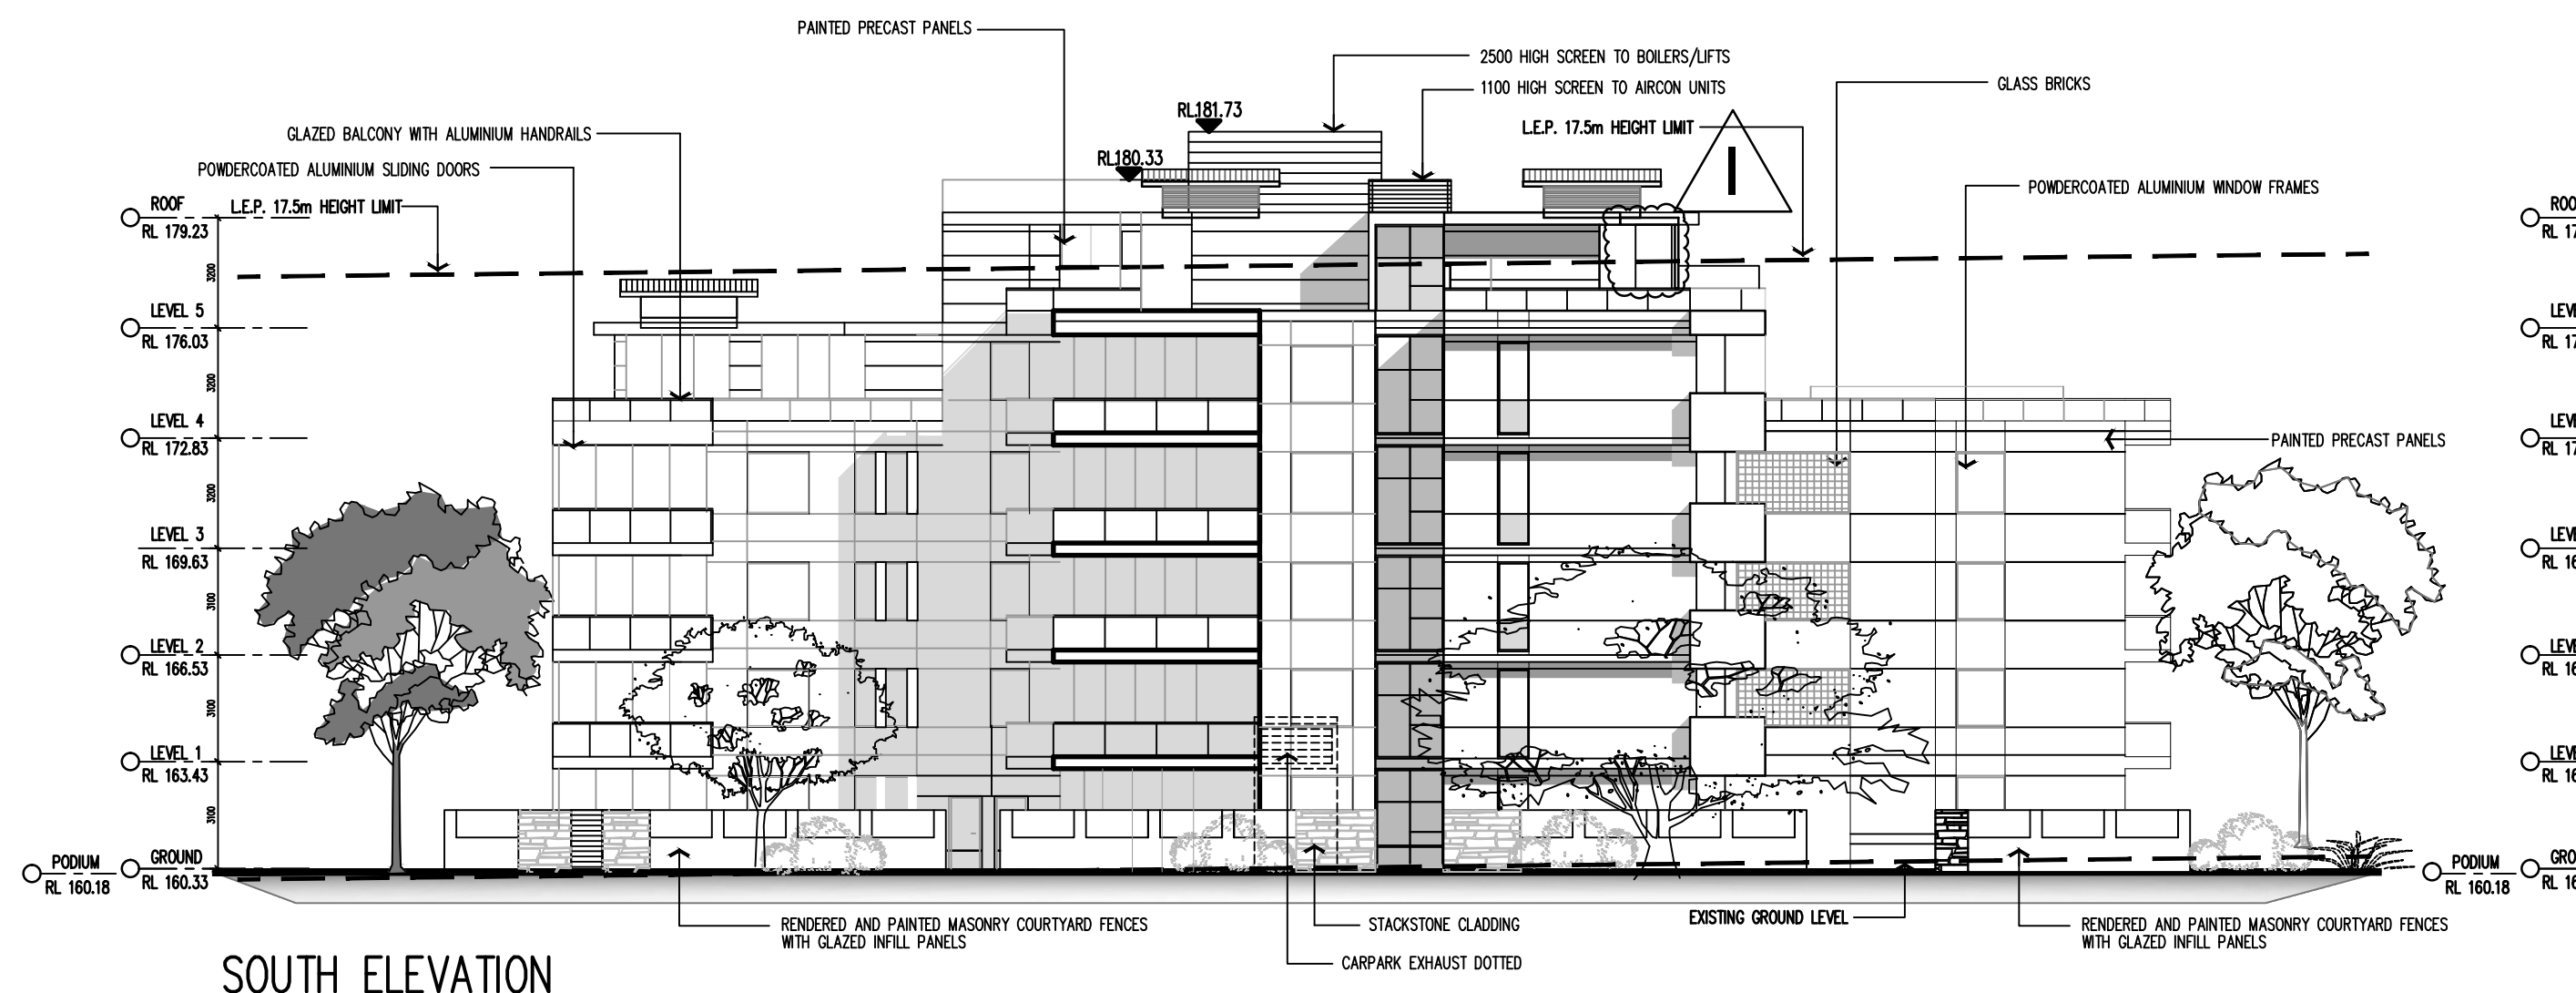 PAINTED PRECAST PANELS
2500 HIGH SCREEN TO BOILERS/LIFTS
1100 HIGH SCREEN TO AIRCON UNITS
GLASS BRICKS
RL181.73
L.E.P. 17.5m HEIGHT LIMIT
GLAZED BALCONY WITH ALUMINIUM HANDRAILS
RL180.33
I
POWDERCOATED ALUMINIUM SLIDING DOORS
POWDERCOATED ALUMINIUM WINDOW FRAMES
ROOF
L.E.P. 17.5m HEIGHT LIMIT
RL 179.23
3200
LEVEL 5
RL 176.03
3200
LEVEL 4
RL 172.83
PAINTED PRECAST PANELS
3200
LEVEL 3
RL 169.63
3100
LEVEL 2
RL 166.53
3100
LEVEL 1
RL 163.43
3100
PODIUM
RL 160.18
GROUND
RL 160.33
PODIUM
RL 160.18
RENDERED AND PAINTED MASONRY COURTYARD FENCES
WITH GLAZED INFILL PANELS
STACKSTONE CLADDING
EXISTING GROUND LEVEL
RENDERED AND PAINTED MASONRY COURTYARD FENCES
WITH GLAZED INFILL PANELS
CARPARK EXHAUST DOTTED
SOUTH ELEVATION